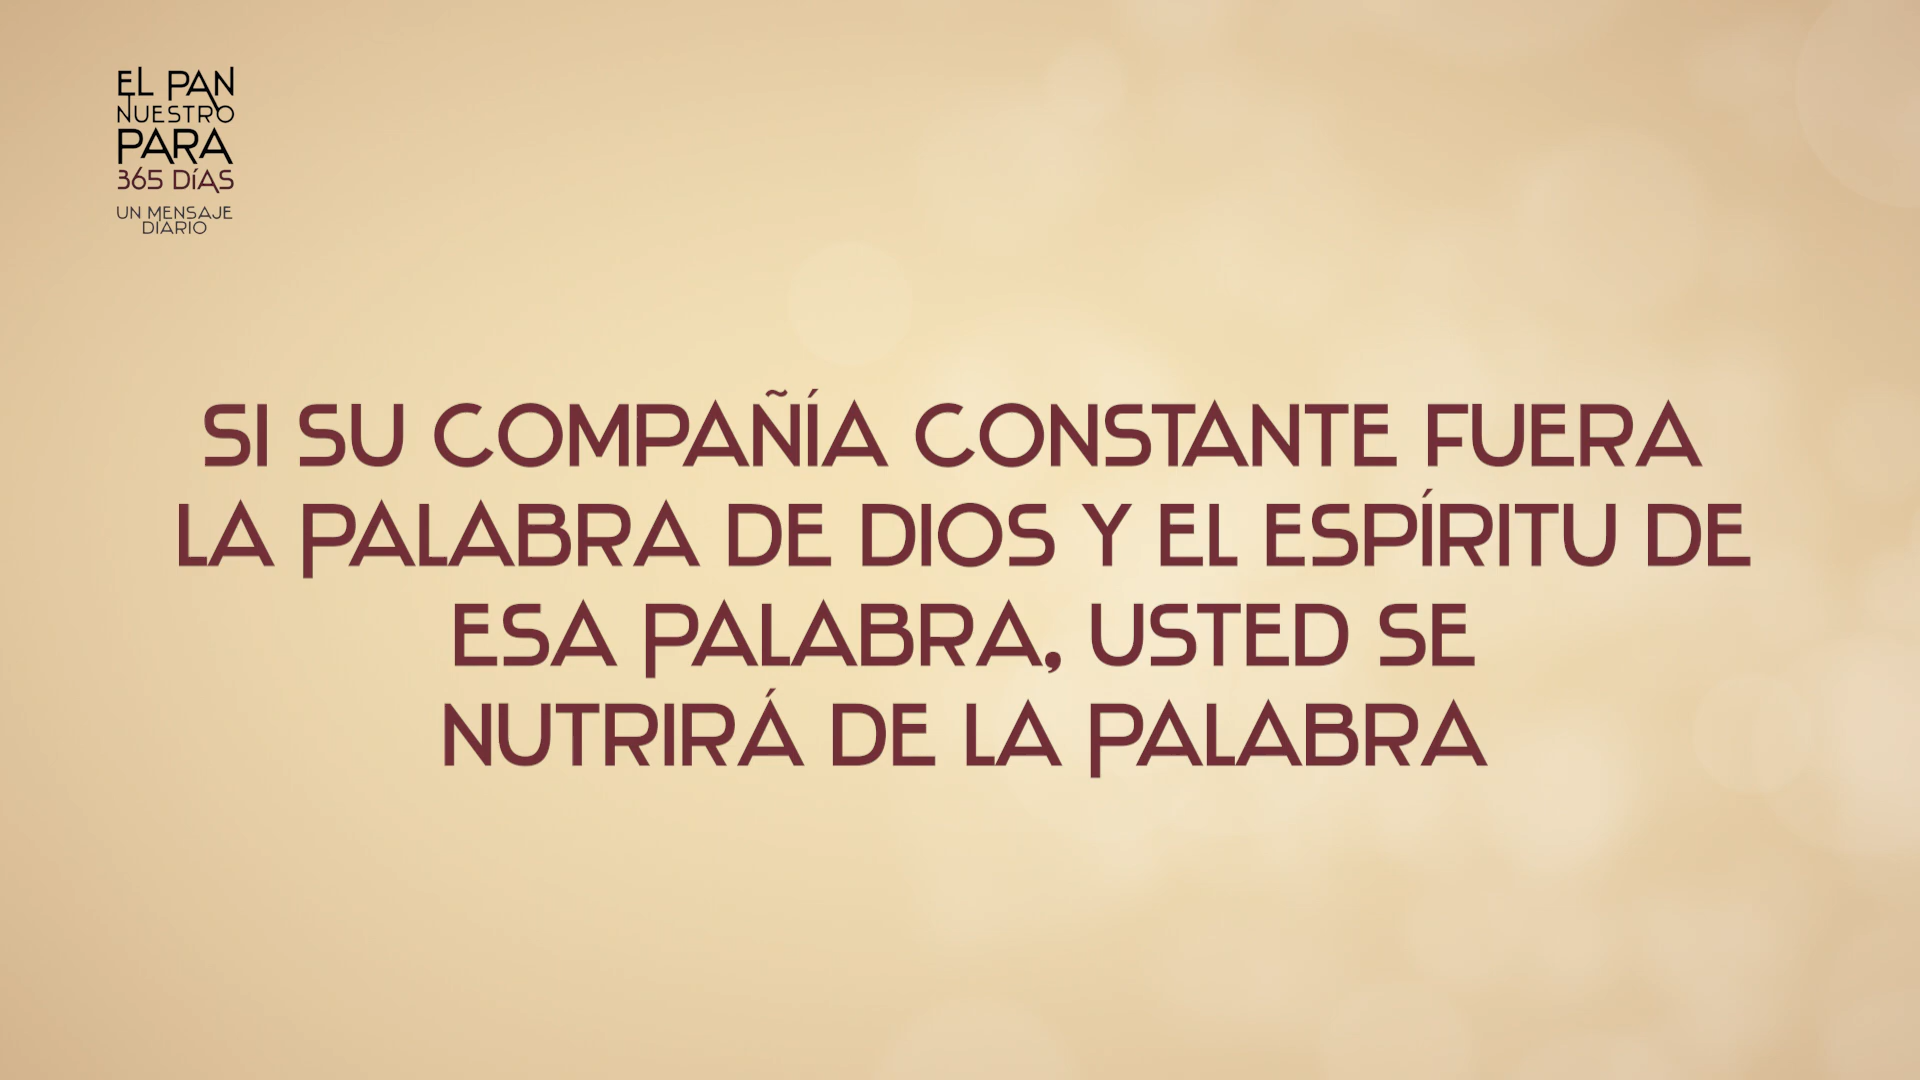 EL PAN
NUESTRO
PARA
365 DÍAS
UN MENSAJE
DIARIO
SI SU COMPAÑÍA CONSTANTE FUERA
LA PALABRA DE DIOS Y EL ESPÍRITU DE
ESA PALABRA, USTED SE
NUTRIRÁ DE LA PALABRA